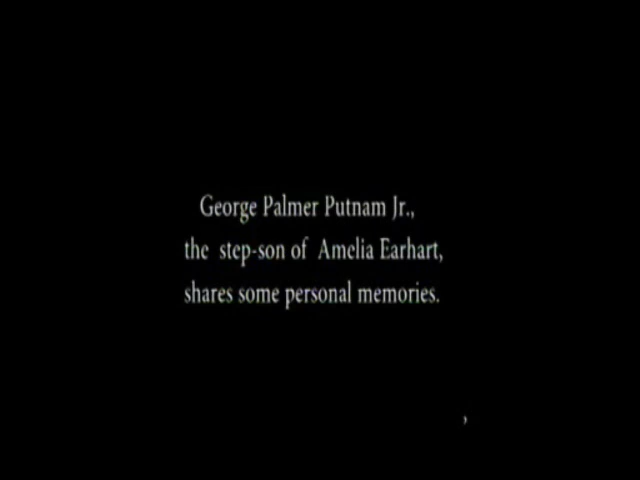 George Palmer Putnam Jr.,
the step-son of Amelia Earhart,
shares some personal memories.
,